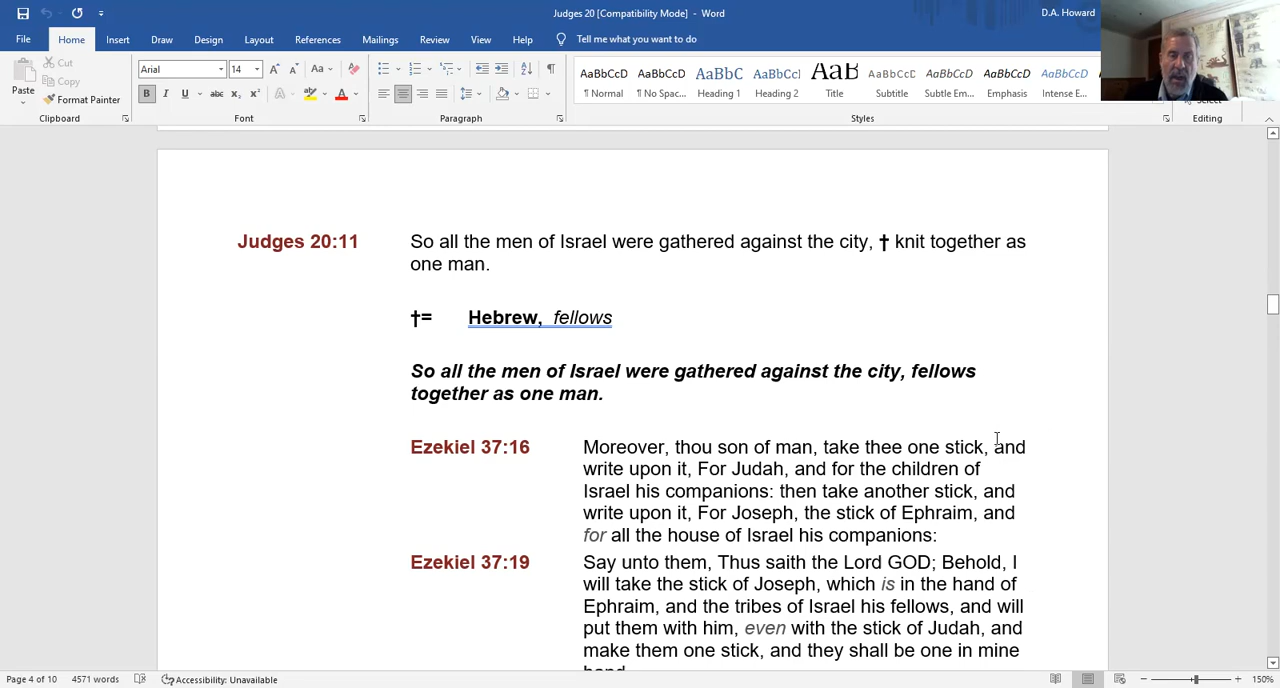 Judges 20 [Compatibility Mode] - Word
D.A. Howard
File Home Insert Draw Design Layout References Mailings Review View Help Tell me what you want to do
Paste
Cut
Copy
Format Painter
Clipboard
Arial 14
Font
Paragraph
AaBbCcD AaBbCcD AaBbC AaBbCcI AaB AaBbCcD AaBbCcD AaBbCcD AaBbCcD
¶ Normal ¶ No Spac... Heading 1 Heading 2 Title Subtitle Subtle Em... Emphasis Intense E...
Styles
Editing
Judges 20:11 So all the men of Israel were gathered against the city, † knit together as
one man.
†= Hebrew, fellows
So all the men of Israel were gathered against the city, fellows
together as one man.
Ezekiel 37:16 Moreover, thou son of man, take thee one stick, and
write upon it, For Judah, and for the children of
Israel his companions: then take another stick, and
write upon it, For Joseph, the stick of Ephraim, and
for all the house of Israel his companions:
Ezekiel 37:19 Say unto them, Thus saith the Lord GOD; Behold, I
will take the stick of Joseph, which is in the hand of
Ephraim, and the tribes of Israel his fellows, and will
put them with him, even with the stick of Judah, and
make them one stick, and they shall be one in mine
hand
Page 4 of 10 4571 words Accessibility: Unavailable 150%